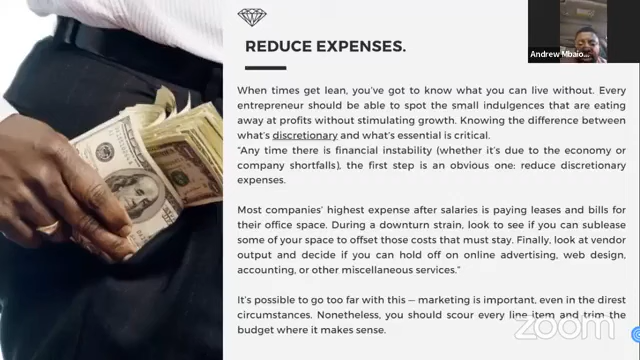 REDUCE EXPENSES.
Andrew Mbaio...
When times get lean, you've got to know what you can live without. Every
entrepreneur should be able to spot the small indulgences that are eating
away at profits without stimulating growth. Knowing the difference between
what's discretionary and what's essential is critical.
"Any time there is financial instability (whether it's due to the economy or
company shortfalls), the first step is an obvious one: reduce discretionary
expenses.
Most companies' highest expense after salaries is paying leases and bills for
their office space. During a downturn strain, look to see if you can sublease
some of your space to offset those costs that must stay. Finally, look at vendor
output and decide if you can hold off on online advertising, web design,
accounting, or other miscellaneous services."
It's possible to go too far with this — marketing is important, even in the direst
circumstances. Nonetheless, you should scour every line item and trim the
budget where it makes sense.
zoom